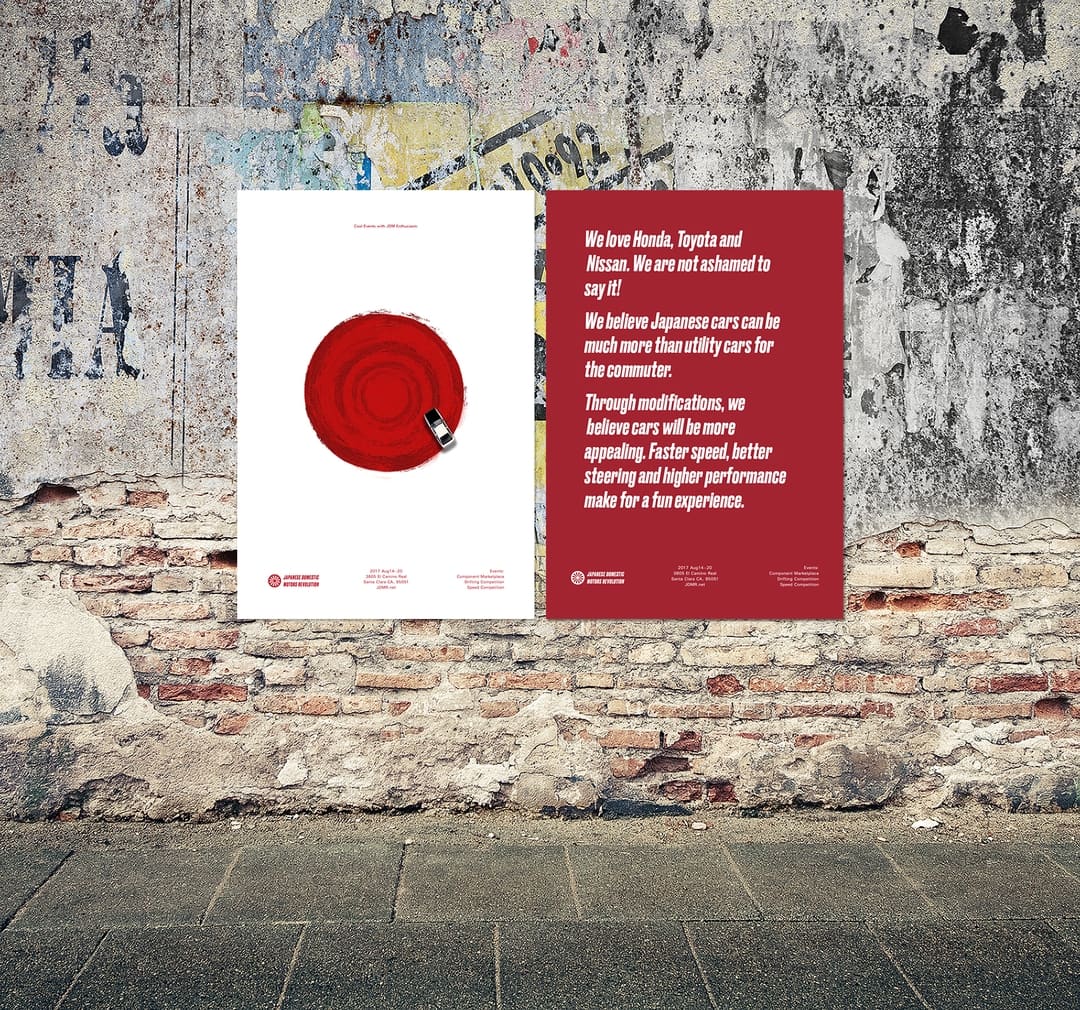 10•92
Cool Events with JDM Enthusiasts
JAPANESE DOMESTIC
MOTORS REVOLUTION
2017 Aug14–20
3605 El Camino Real
Santa Clara CA, 95051
JDMR.net
Events:
Component Marketplace
Drifting Competition
Speed Competition
We love Honda, Toyota and
Nissan. We are not ashamed to
say it!
We believe Japanese cars can be
much more than utility cars for
the commuter.
Through modifications, we
believe cars will be more
appealing. Faster speed, better
steering and higher performance
make for a fun experience.
JAPANESE DOMESTIC
MOTORS REVOLUTION
2017 Aug14–20
3605 El Camino Real
Santa Clara CA, 95051
JDMR.net
Events:
Component Marketplace
Drifting Competition
Speed Competition